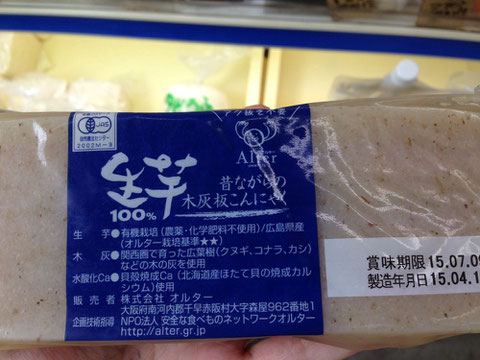 アク抜き不要
JAS
2002M-9
Alter
生芋
100%
昔ながらの
木灰板こんにゃく
生 芋●有機栽培(農薬・化学肥料不使用)/広島県産
(オルター栽培基準★★)
木 灰●関西圏で育った広葉樹(クヌギ、コナラ、カシ)
などの木の灰を使用
水酸化Ca●貝殻焼成Ca(北海道産ほたて貝の焼成カル
シウム)使用
販売者●株式会社 オルター
大阪府南河内郡千早赤阪村大字森屋962番地1
企画技術指導 NPO法人 安全な食べものネットワークオルター
http://alter.gr.jp
賞味期限 15.07.0
製造年月日 15.04.1